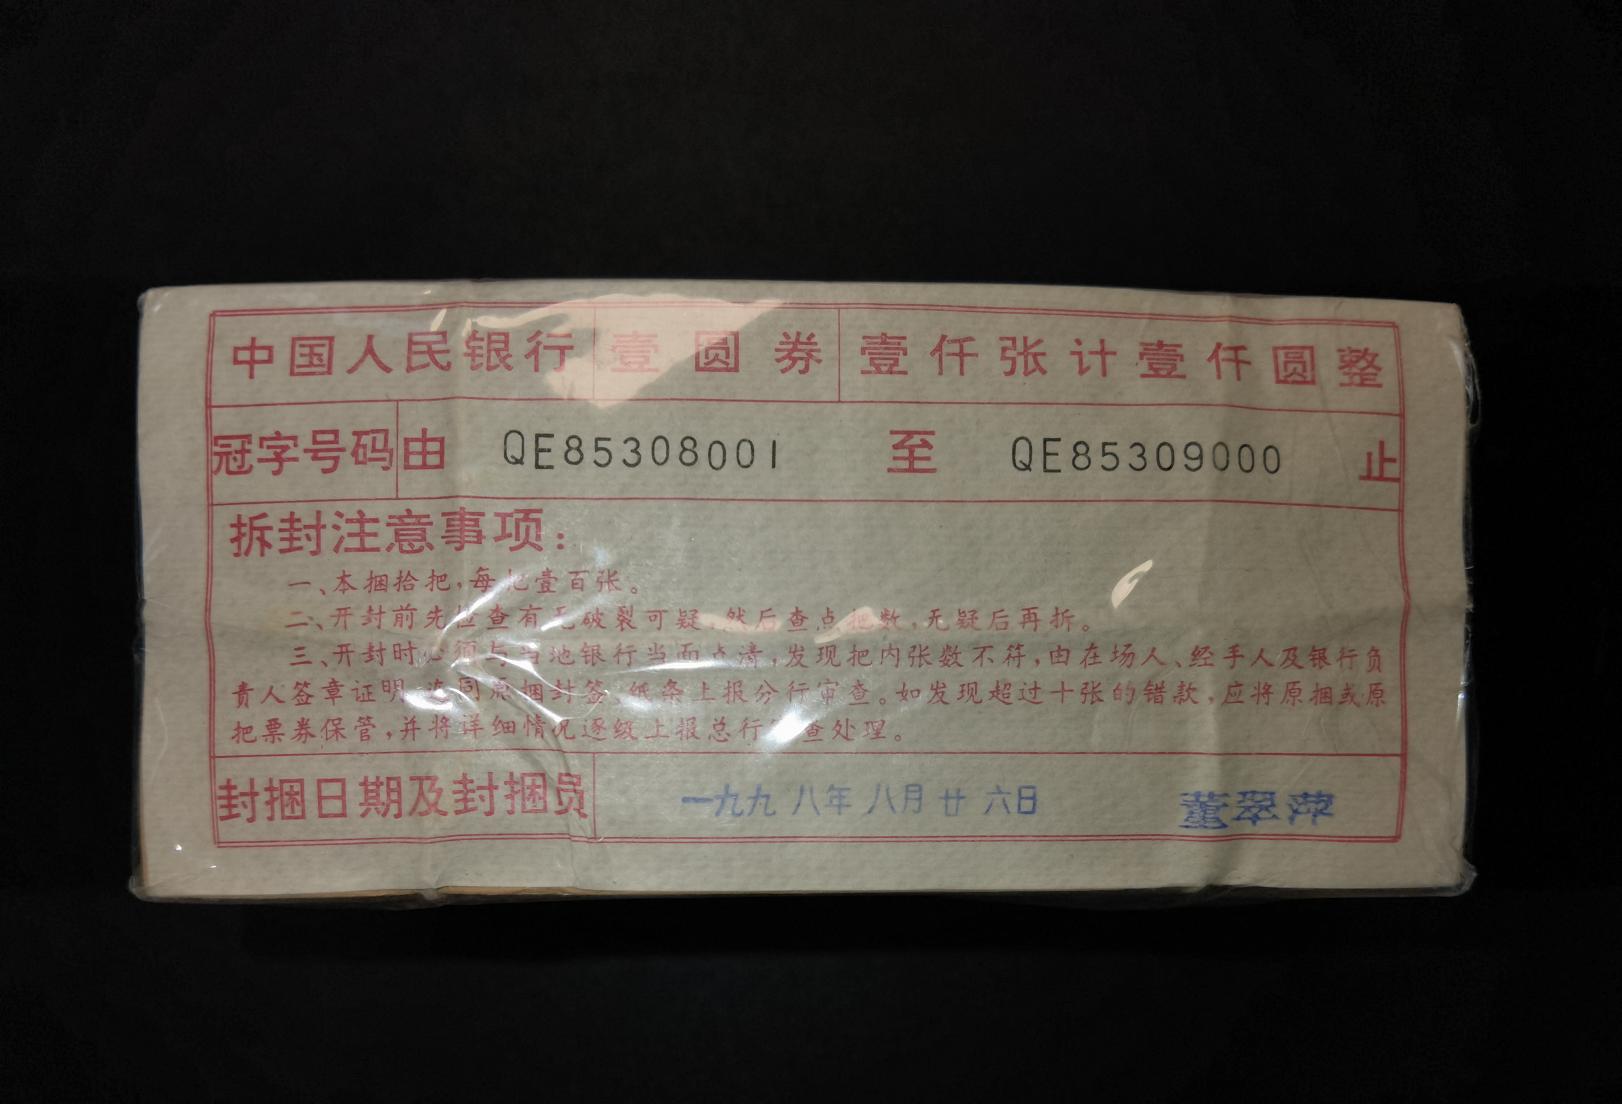 中国人民银行 壹圆券 壹仟张计壹仟圆整
冠字号码 由 QE85308001 至 QE85309000 止
拆封注意事项：
一、本捆拾把，每把壹百张。
二、开封前先检查有无破裂可疑，然后查点把数，无疑后再拆。
三、开封时必须与当地银行当面点清，发现把内张数不符，由在场人、经手人及银行负
责人签章证明，连同原捆封签、纸条上报分行审查。如发现超过十张的错款，应将原捆或原
把票券保管，并将详细情况逐级上报总行审查处理。
封捆日期及封捆员 一九九八年八月廿六日 董翠萍